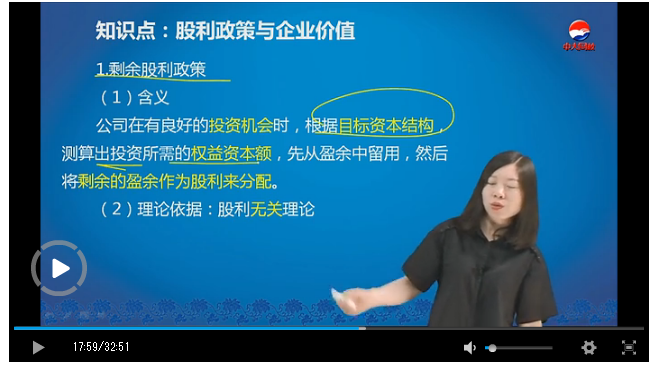 知识点：股利政策与企业价值
1.剩余股利政策
（1）含义
公司在有良好的投资机会时，根据目标资本结构，
测算出投资所需的权益资本额，先从盈余中留用，然后
将剩余的盈余作为股利来分配。
（2）理论依据：股利无关理论
17:59/32:51